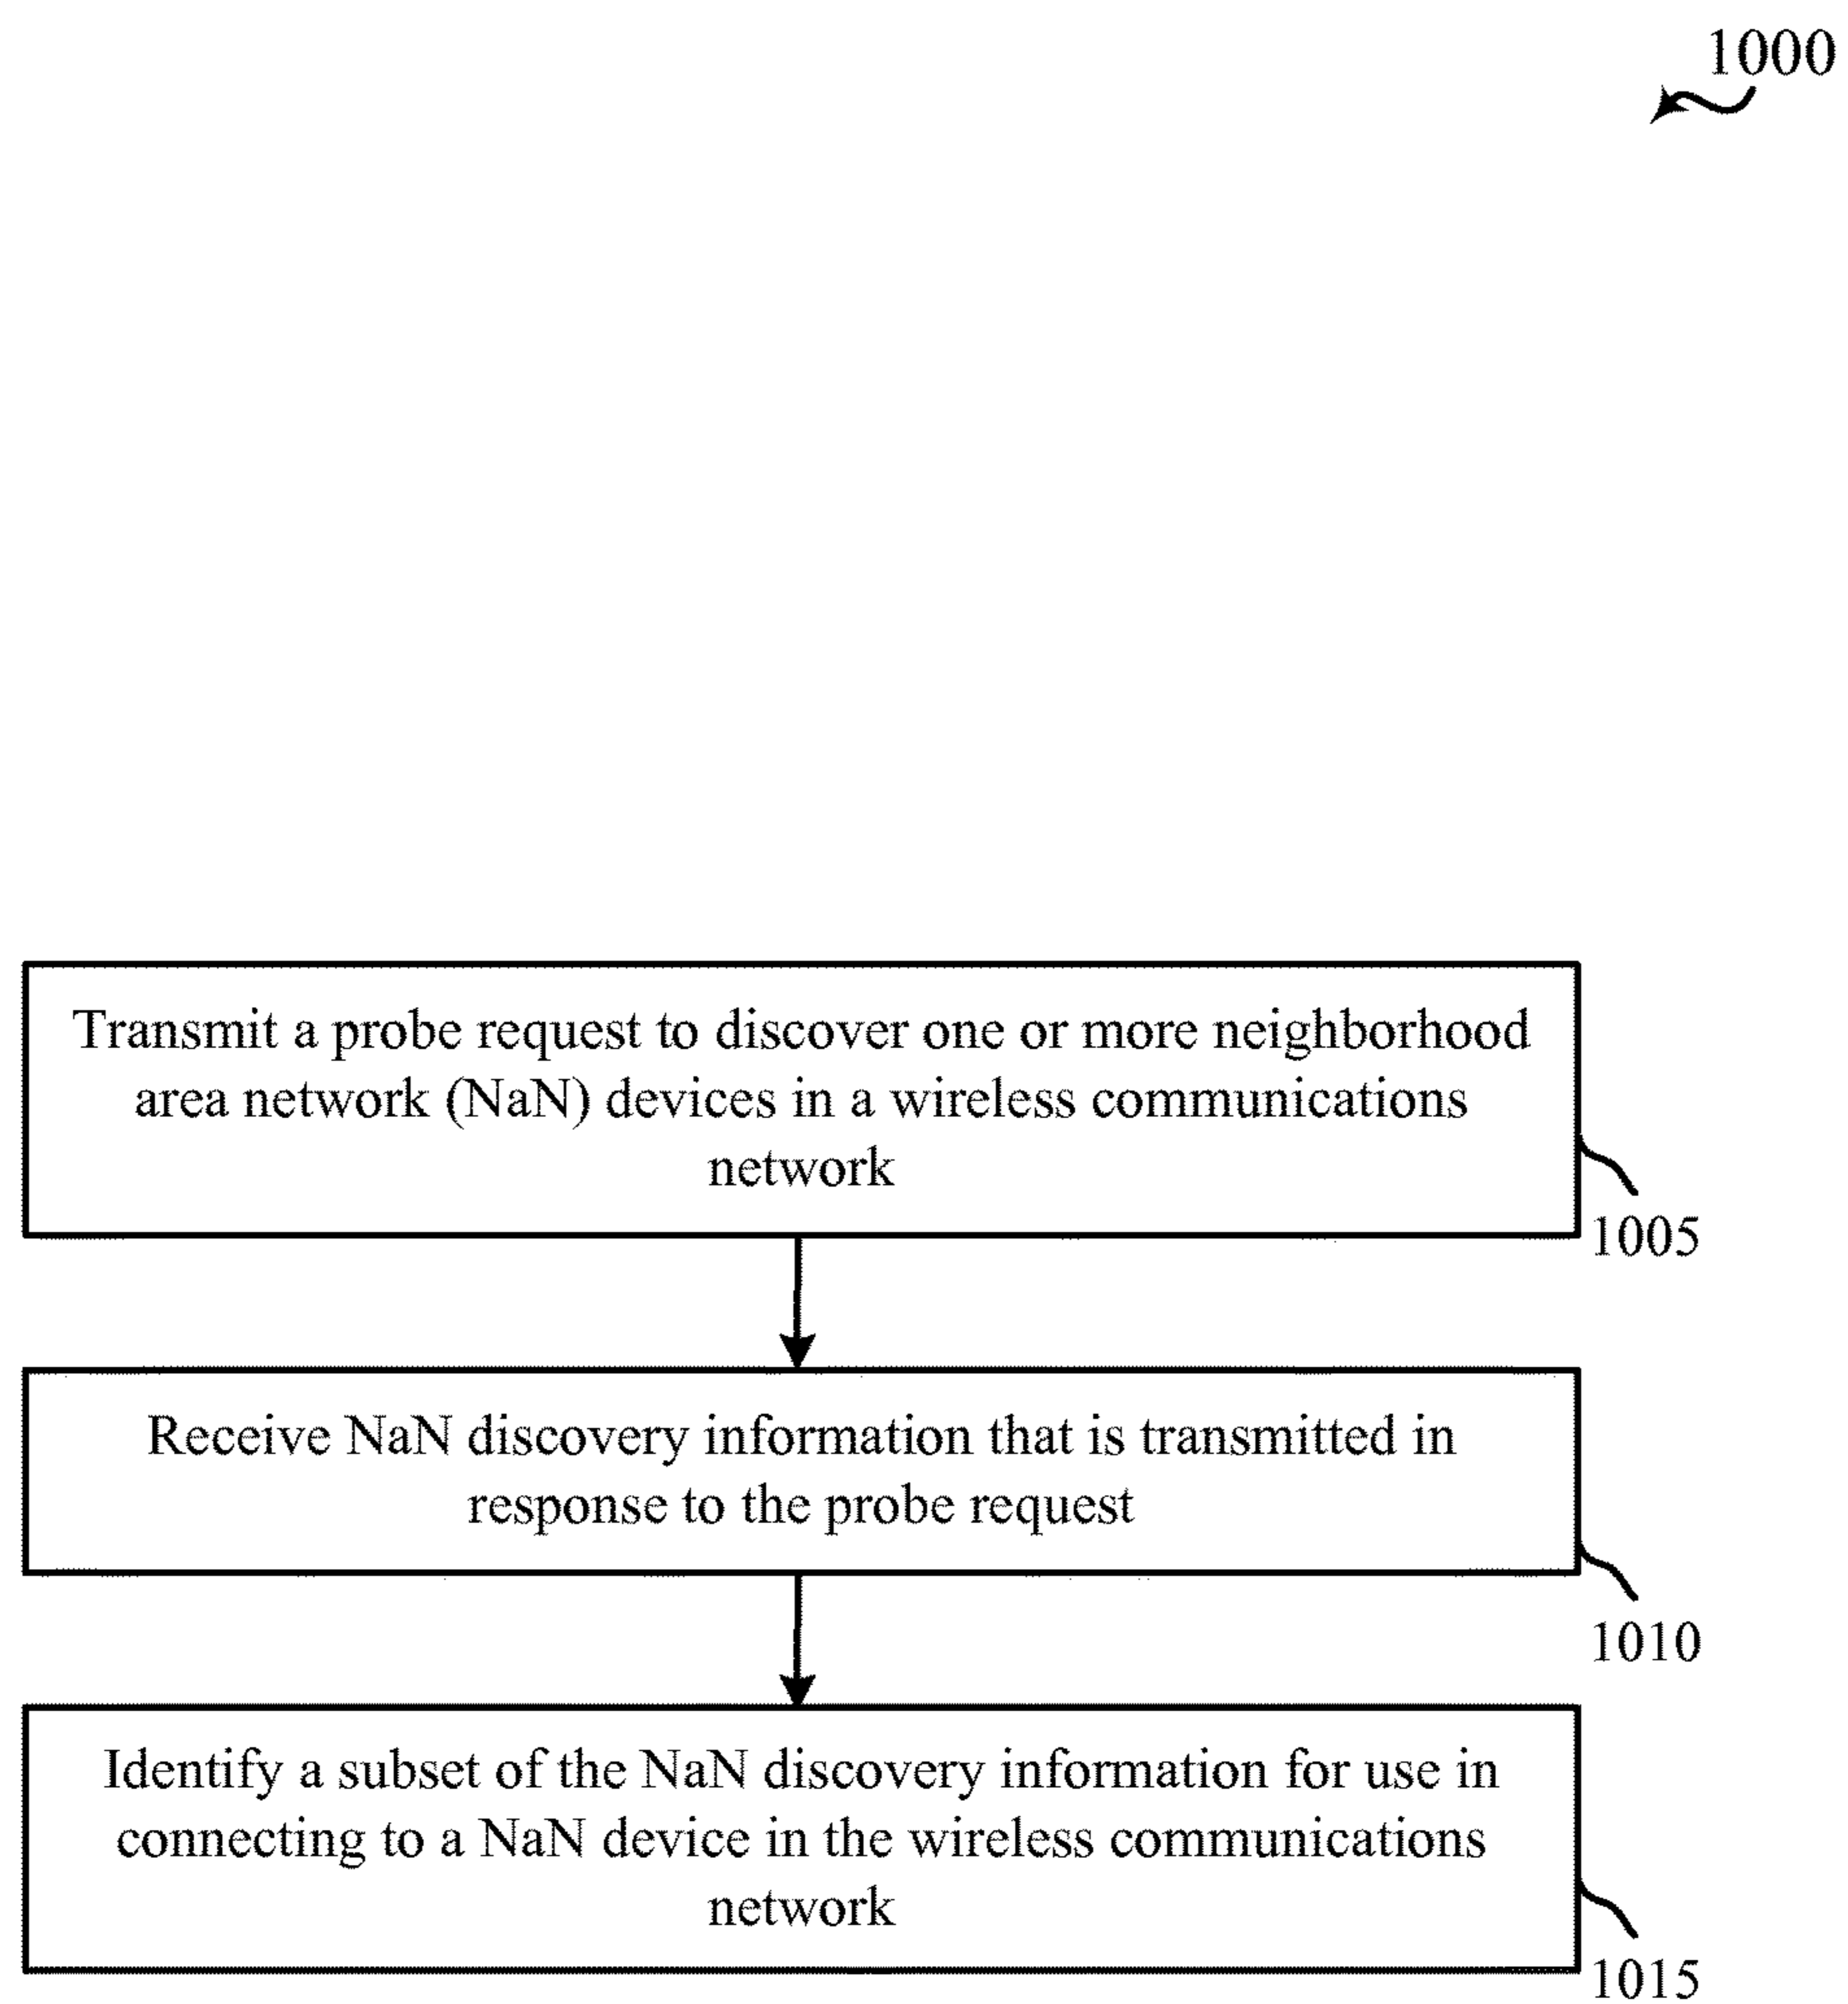 1000
Transmit a probe request to discover one or more neighborhood
area network (NaN) devices in a wireless communications
network
1005
Receive NaN discovery information that is transmitted in
response to the probe request
1010
Identify a subset of the NaN discovery information for use in
connecting to a NaN device in the wireless communications
network
1015